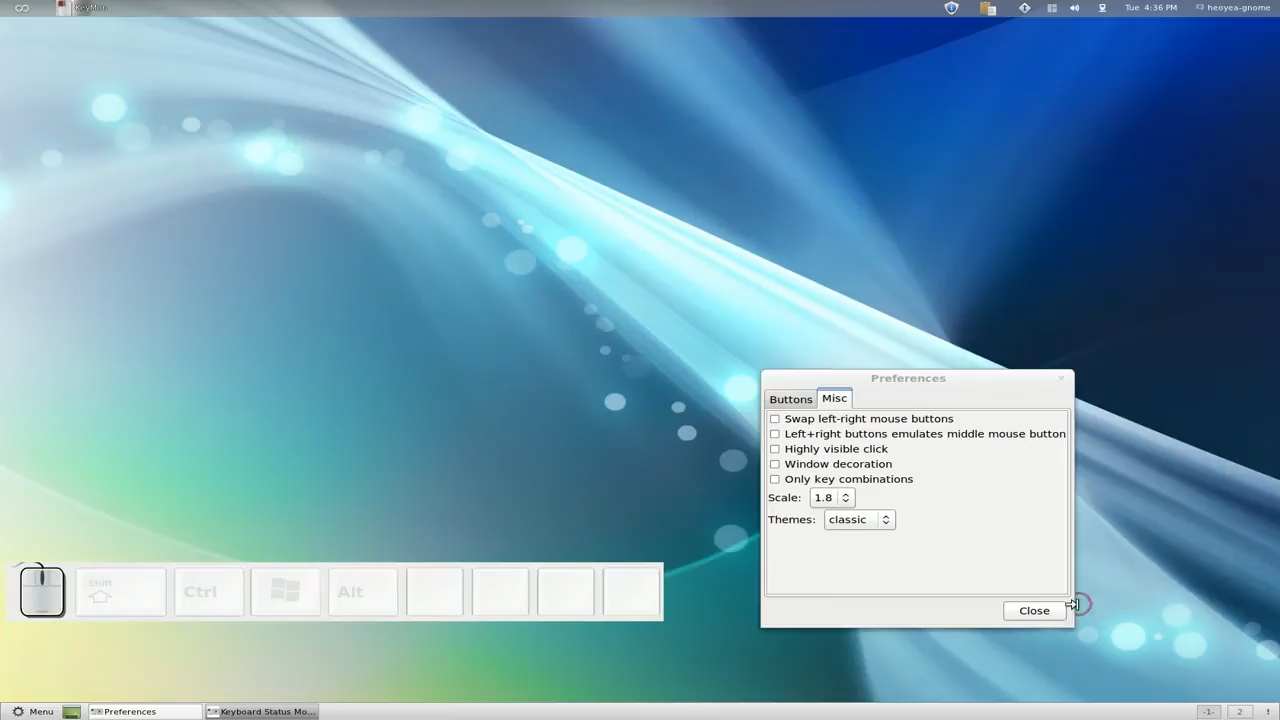 KeyMon
Tue 4:36 PM
heoyea-gnome
Preferences
Buttons
Misc
Swap left-right mouse buttons
Left+right buttons emulates middle mouse button
Highly visible click
Window decoration
Only key combinations
Scale: 1.8
Themes: classic
Close
Shift
Ctrl
Alt
Menu
Preferences
Keyboard Status Mo...
-1-
2